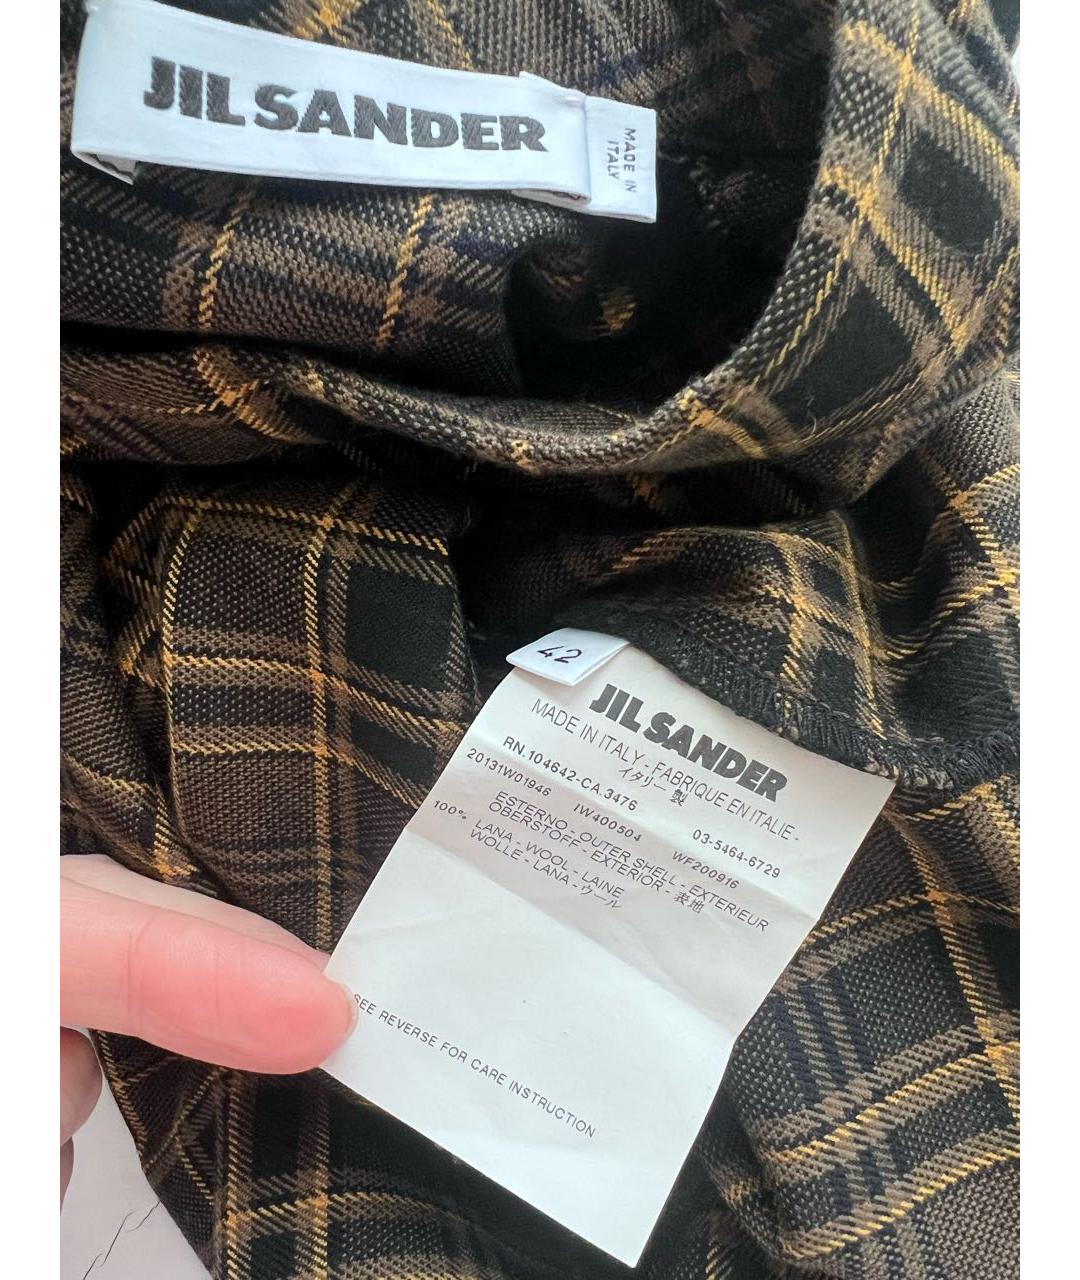 JIL SANDER
MADE IN
ITALY
42
JIL SANDER
MADE IN ITALY - FABRIQUE EN ITALIE -
イタリー製
RN.104642-CA.3476
03-5464-6729
20131W01946 IW400504 WF200916
ESTERNO - OUTER SHELL - EXTERIEUR
OBERSTOFF - EXTERIOR - 表地
100% LANA - WOOL - LAINE
WOLLE - LANA - ウール
SEE REVERSE FOR CARE INSTRUCTION